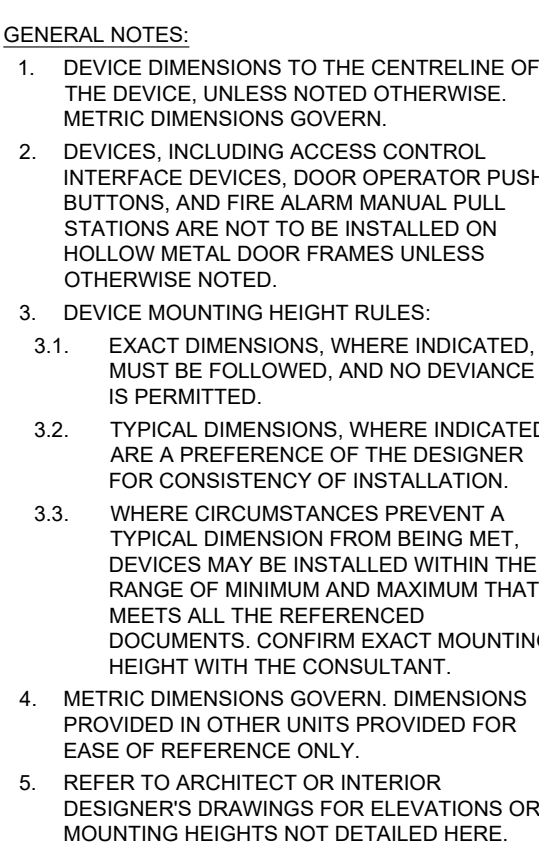 GENERAL NOTES:
1. DEVICE DIMENSIONS TO THE CENTRELINE OF
THE DEVICE, UNLESS NOTED OTHERWISE.
METRIC DIMENSIONS GOVERN.
2. DEVICES, INCLUDING ACCESS CONTROL
INTERFACE DEVICES, DOOR OPERATOR PUSH
BUTTONS, AND FIRE ALARM MANUAL PULL
STATIONS ARE NOT TO BE INSTALLED ON
HOLLOW METAL DOOR FRAMES UNLESS
OTHERWISE NOTED.
3. DEVICE MOUNTING HEIGHT RULES:
3.1. EXACT DIMENSIONS, WHERE INDICATED,
MUST BE FOLLOWED, AND NO DEVIANCE
IS PERMITTED.
3.2. TYPICAL DIMENSIONS, WHERE INDICATED
ARE A PREFERENCE OF THE DESIGNER
FOR CONSISTENCY OF INSTALLATION.
3.3. WHERE CIRCUMSTANCES PREVENT A
TYPICAL DIMENSION FROM BEING MET,
DEVICES MAY BE INSTALLED WITHIN THE
RANGE OF MINIMUM AND MAXIMUM THAT
MEETS ALL THE REFERENCED
DOCUMENTS. CONFIRM EXACT MOUNTING
HEIGHT WITH THE CONSULTANT.
4. METRIC DIMENSIONS GOVERN. DIMENSIONS
PROVIDED IN OTHER UNITS PROVIDED FOR
EASE OF REFERENCE ONLY.
5. REFER TO ARCHITECT OR INTERIOR
DESIGNER'S DRAWINGS FOR ELEVATIONS OR
MOUNTING HEIGHTS NOT DETAILED HERE.